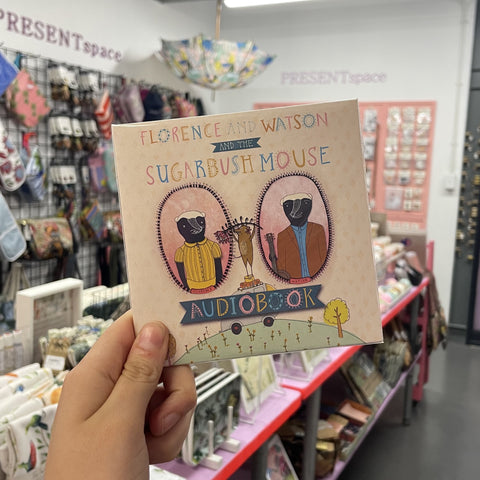 PRESENTspace
PRESENTspace
FLORENCE AND WATSON
AND THE
SUGARBUSH MOUSE
AUDIOBOOK